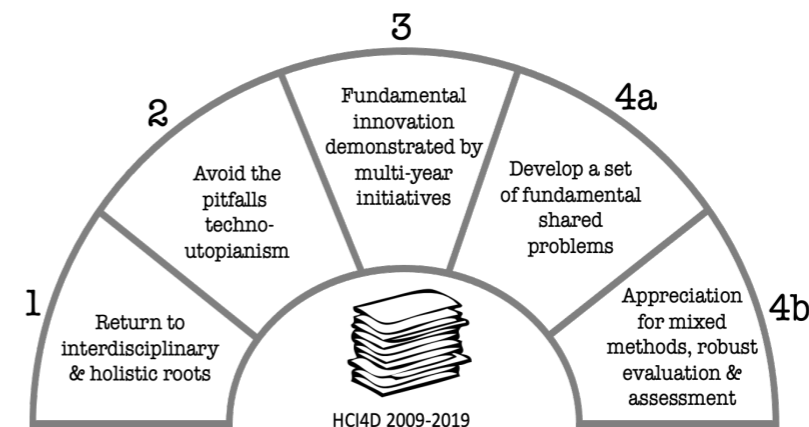 1
Return to
interdisciplinary
& holistic roots
2
Avoid the
pitfalls
techno-
utopianism
3
Fundamental
innovation
demonstrated by
multi-year
initiatives
4a
Develop a set
of fundamental
shared
problems
4b
Appreciation
for mixed
methods, robust
evaluation &
assessment
HCI4D 2009-2019